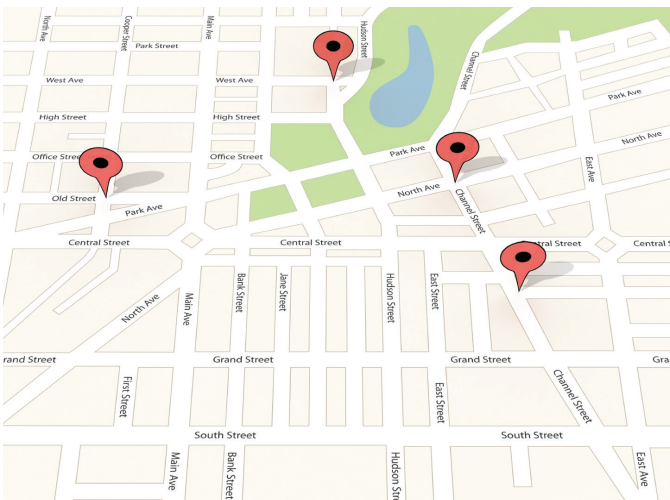 North Ave
Cooper Street
Main Ave
Hudson Street
Park Street
Channel Street
West Ave
West Ave
Park Ave
High Street
High Street
North Ave
Office Street
Office Street
Park Ave
East Ave
Old Street
North Ave
Channel Street
Park Ave
Central Street
Central Street
Central Street
Central S
Bank Street
Jane Street
Hudson Street
East Street
North Ave
Main Ave
rand Street
Grand Street
Grand Street
Gra
First Street
East Street
Channel Street
South Street
South Street
Main Ave
Bank Street
Hudson Stre
East Ave